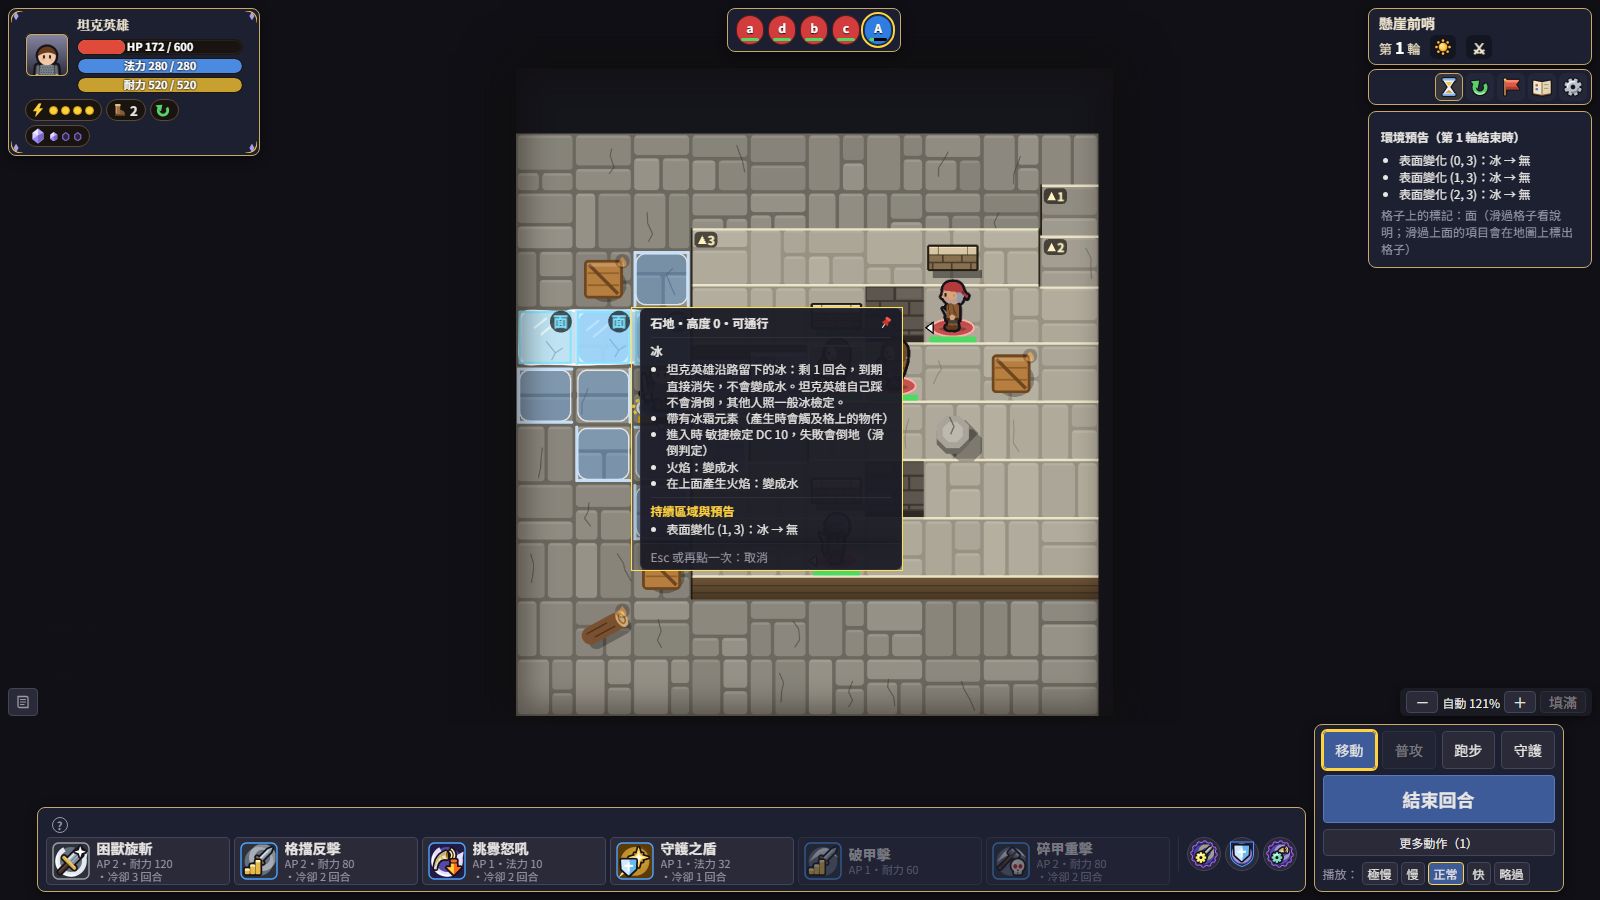 坦克英雄
HP 172 / 600
法力 280 / 280
耐力 520 / 520
2
a
d
b
c
A
懸崖前哨
第 1 輪
環境預告（第 1 輪結束時）
表面變化 (0, 3)：冰 → 無
表面變化 (1, 3)：冰 → 無
表面變化 (2, 3)：冰 → 無
格子上的標記：面（滑過格子看說
明；滑過上面的項目會在地圖上標出
格子）
▲1
▲3
▲2
面
面
石地・高度 0・可通行
冰
坦克英雄沿路留下的冰：剩 1 回合，到期
直接消失，不會變成水。坦克英雄自己踩
不會滑倒，其他人照一般冰檢定。
帶有冰霜元素（產生時會觸及格上的物件）
進入時 敏捷檢定 DC 10，失敗會倒地（滑
倒判定）
火焰：變成水
在上面產生火焰：變成水
持續區域與預告
表面變化 (1, 3)：冰 → 無
Esc 或再點一次：取消
− 自動 121% + 填滿
移動 普攻 跑步 守護
結束回合
更多動作（1）
播放： 極慢 慢 正常 快 略過
?
困獸旋斬
AP 2・耐力 120
・冷卻 3 回合
格擋反擊
AP 2・耐力 80
・冷卻 2 回合
挑釁怒吼
AP 1・法力 10
・冷卻 2 回合
守護之盾
AP 1・法力 32
・冷卻 1 回合
破甲擊
AP 1・耐力 60
碎甲重擊
AP 2・耐力 80
・冷卻 2 回合